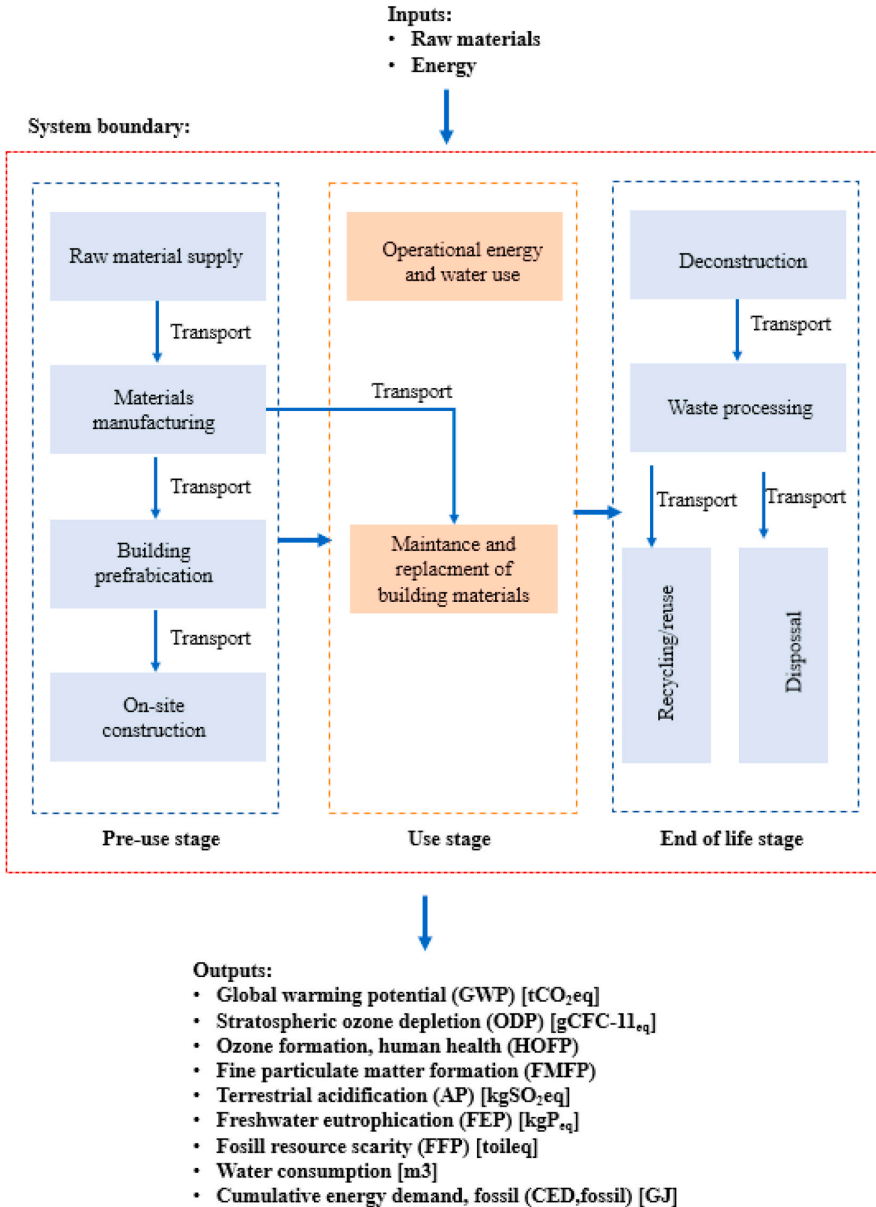 Inputs:
• Raw materials
• Energy
System boundary:
Raw material supply
Transport
Materials
manufacturing
Transport
Building
prefrabication
Transport
On-site
construction
Pre-use stage
Operational energy
and water use
Transport
Maintance and
replacment of
building materials
Use stage
Deconstruction
Transport
Waste processing
Transport
Transport
Recycling/reuse
Dispossal
End of life stage
Outputs:
• Global warming potential (GWP) [tCO₂eq]
• Stratospheric ozone depletion (ODP) [gCFC-11eq]
• Ozone formation, human health (HOFP)
• Fine particulate matter formation (FMFP)
• Terrestrial acidification (AP) [kgSO₂eq]
• Freshwater eutrophication (FEP) [kgPeq]
• Fosill resource scarity (FFP) [toileq]
• Water consumption [m3]
• Cumulative energy demand, fossil (CED,fossil) [GJ]